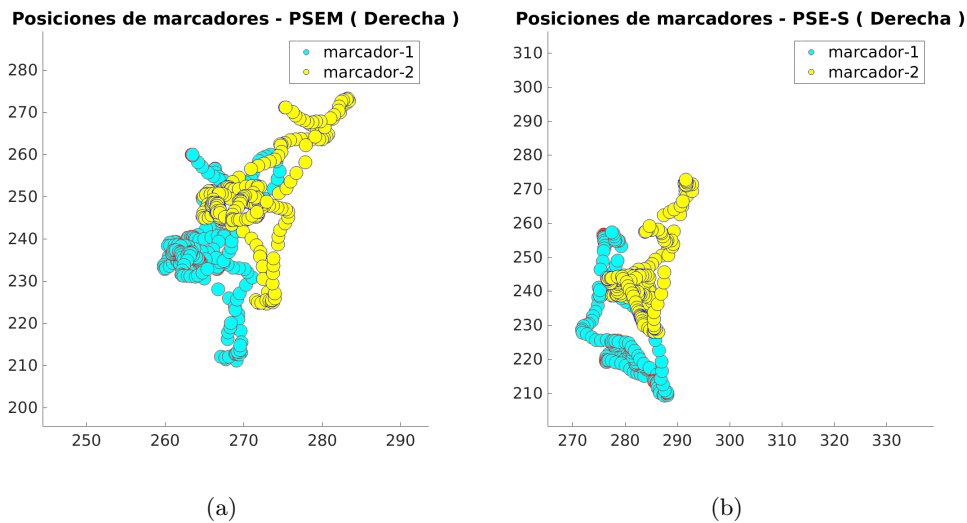 Posiciones de marcadores - PSEM ( Derecha )
marcador-1
marcador-2
280
270
260
250
240
230
220
210
200
250 260 270 280 290
(a)
Posiciones de marcadores - PSE-S ( Derecha )
marcador-1
marcador-2
310
300
290
280
270
260
250
240
230
220
210
270 280 290 300 310 320 330
(b)